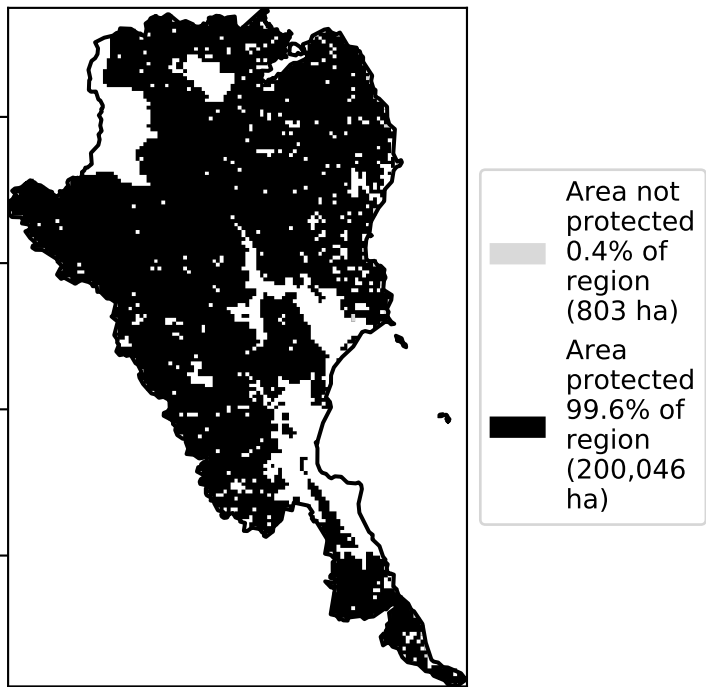 Area not
protected
0.4% of
region
(803 ha)
Area
protected
99.6% of
region
(200,046
ha)